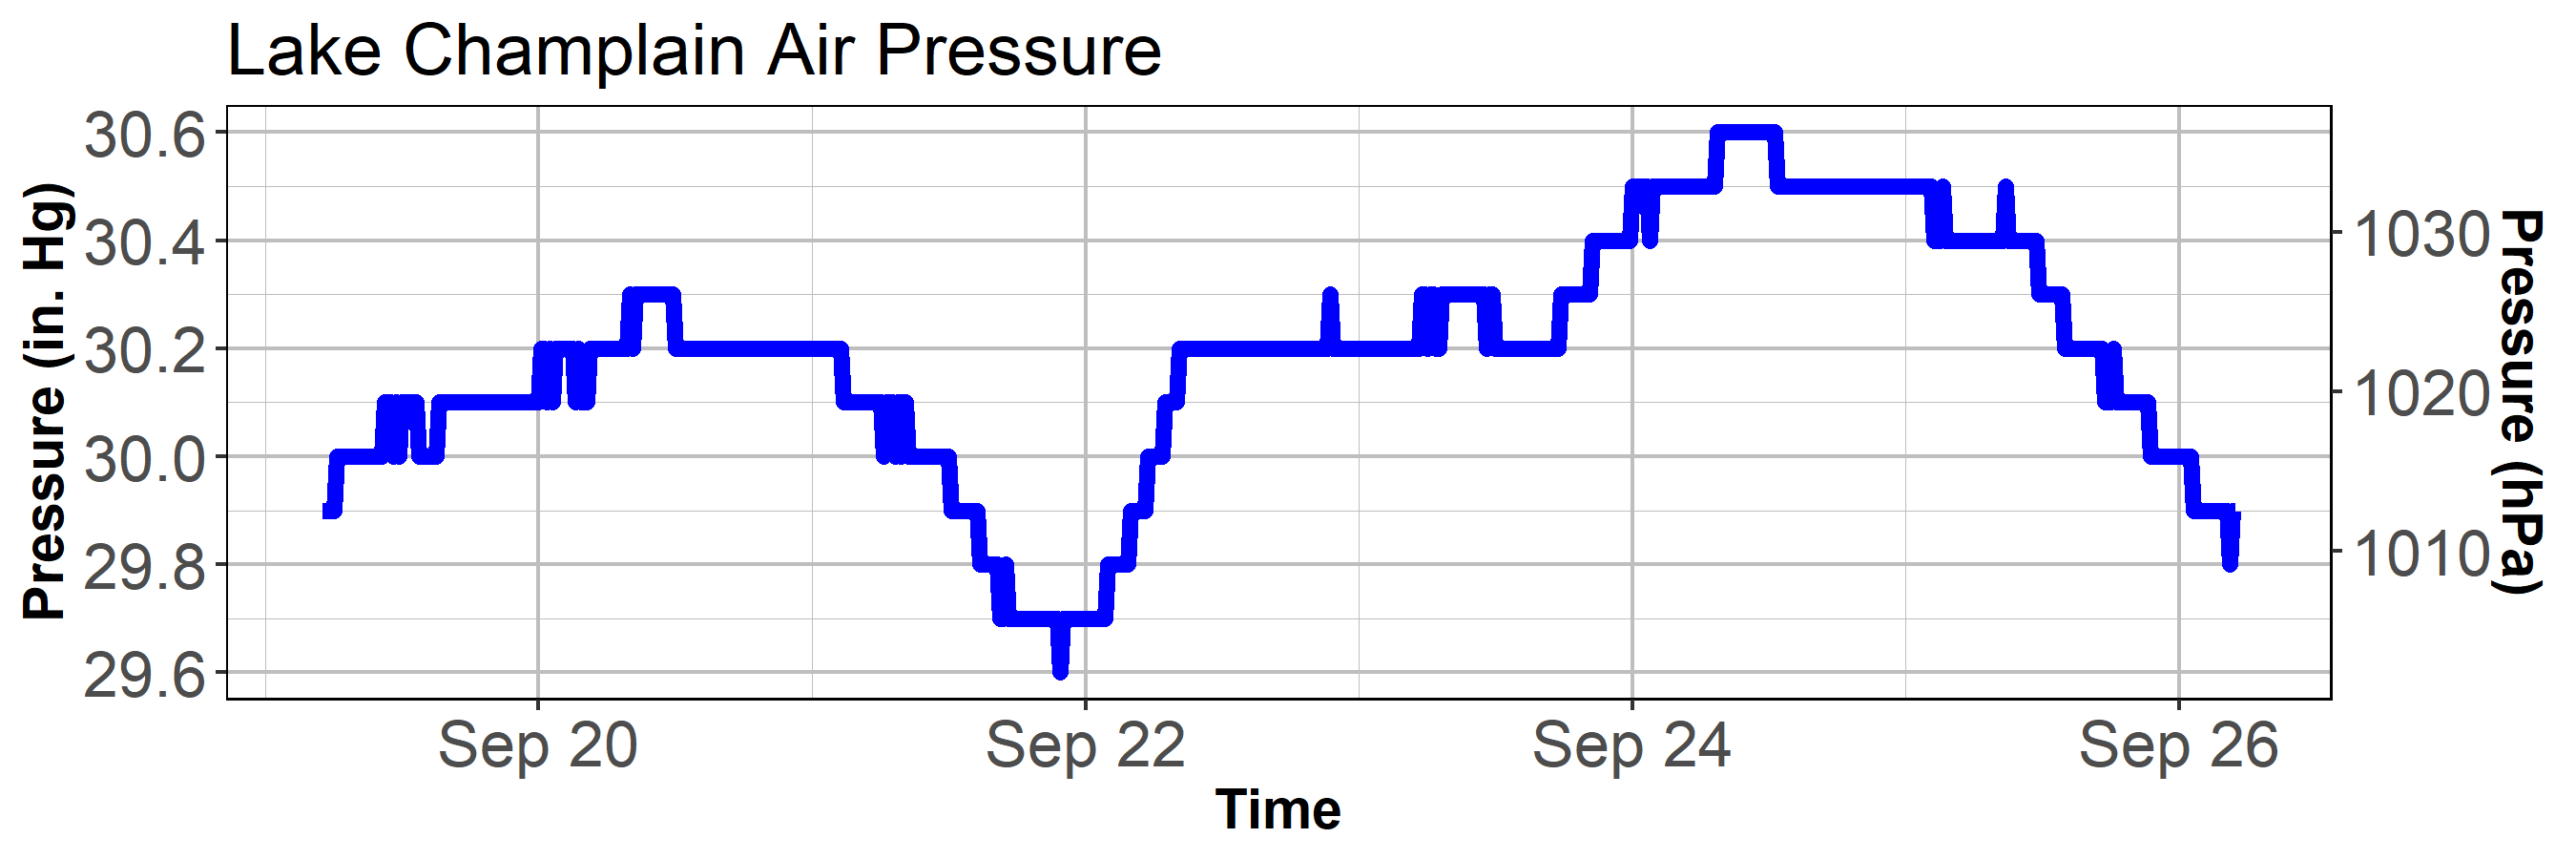 Lake Champlain Air Pressure
Pressure (in. Hg)
30.6
30.4
30.2
30.0
29.8
29.6
1030
1020
1010
Pressure (hPa)
Sep 20
Sep 22
Sep 24
Sep 26
Time